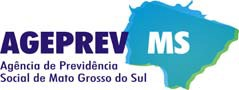 AGEPREV MS
Agência de Previdência
Social de Mato Grosso do Sul